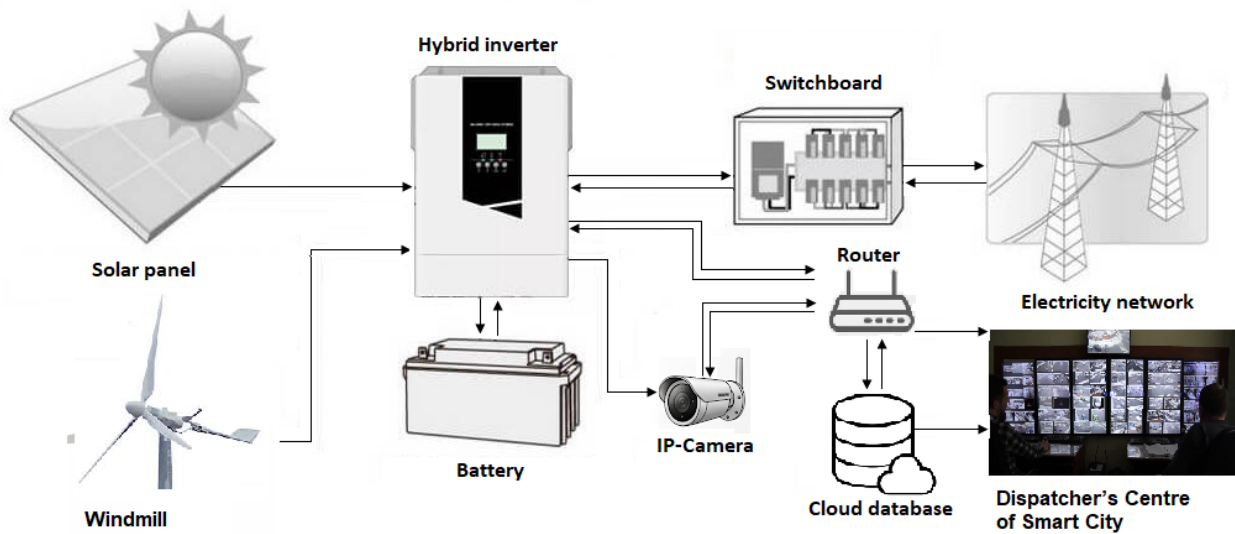 Hybrid inverter
Switchboard
Solar panel
Router
Electricity network
IP-Camera
Battery
Cloud database
Windmill
Dispatcher’s Centre
of Smart City